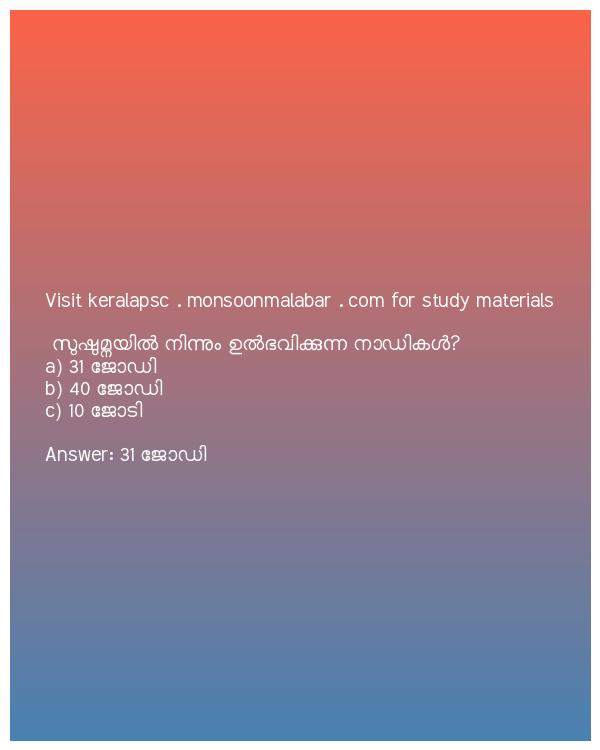 Visit keralapsc . monsoonmalabar . com for study materials
സുഷുമ്നയിൽ നിന്നും ഉൽഭവിക്കുന്ന നാഡികൾ?
a) 31 ജോഡി
b) 40 ജോഡി
c) 10 ജോടി
Answer: 31 ജോഡി